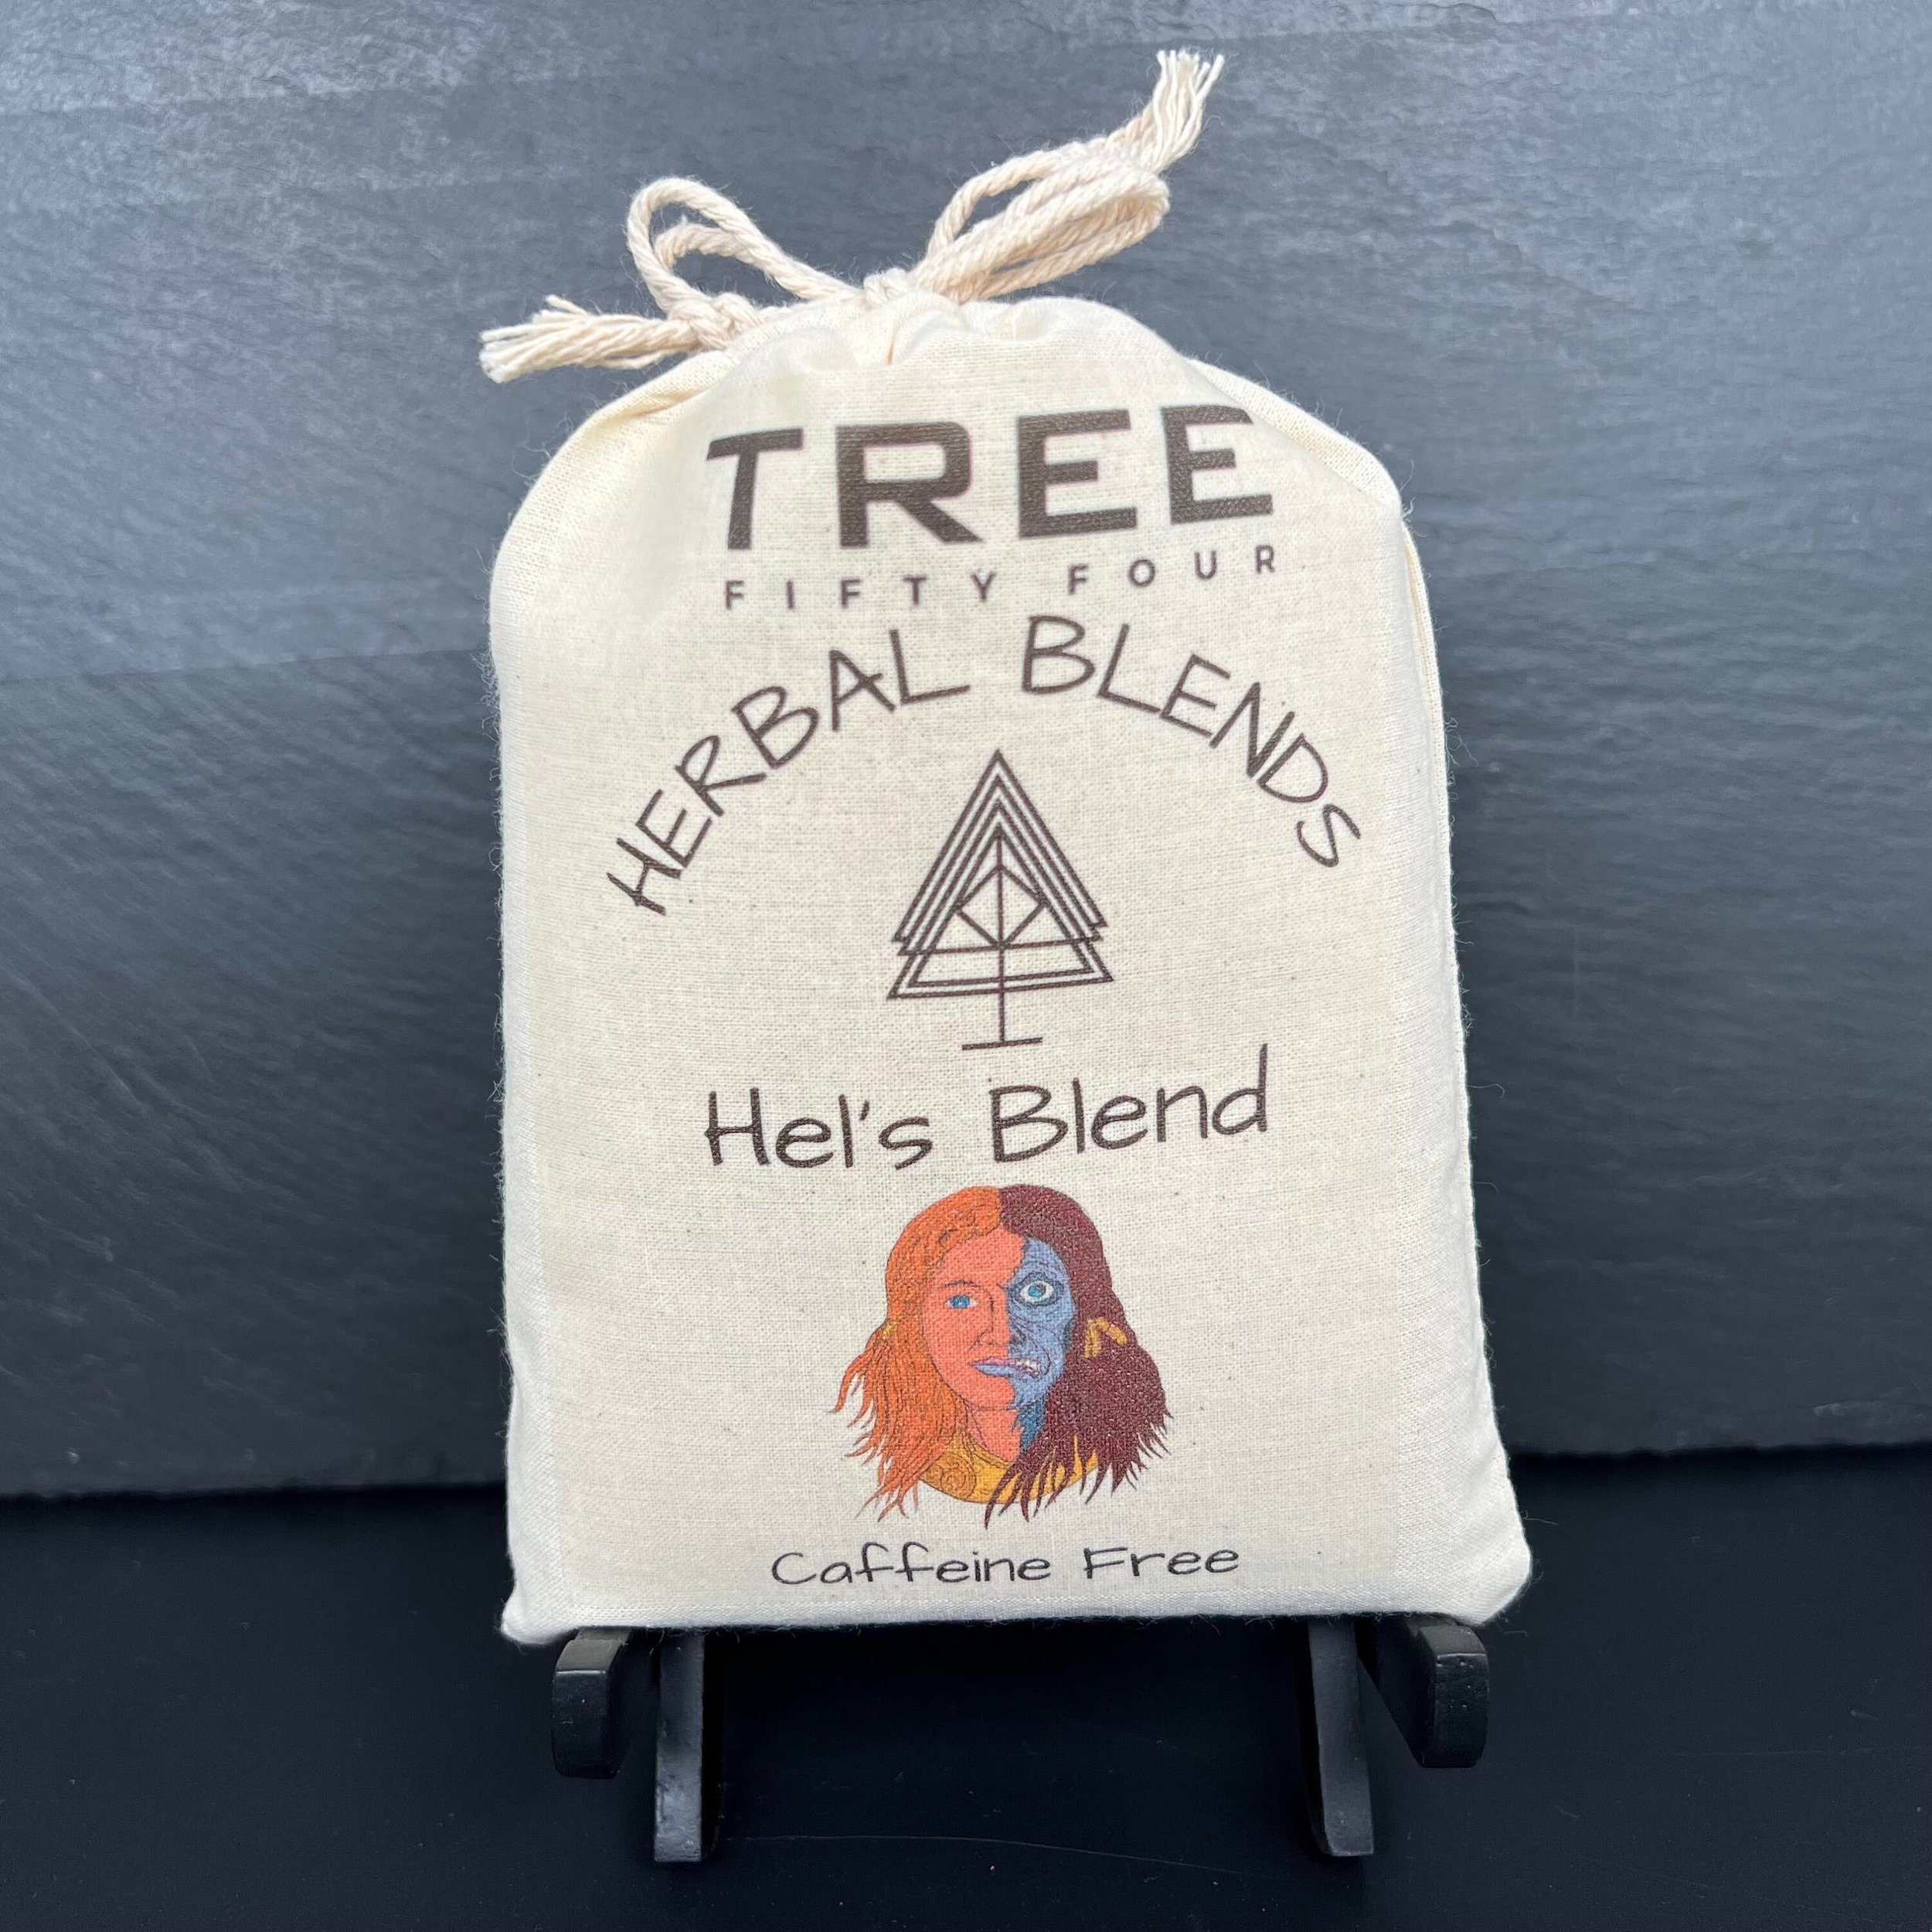 TREE
FIFTY FOUR
HERBAL BLENDS
Hel's Blend
Caffeine Free